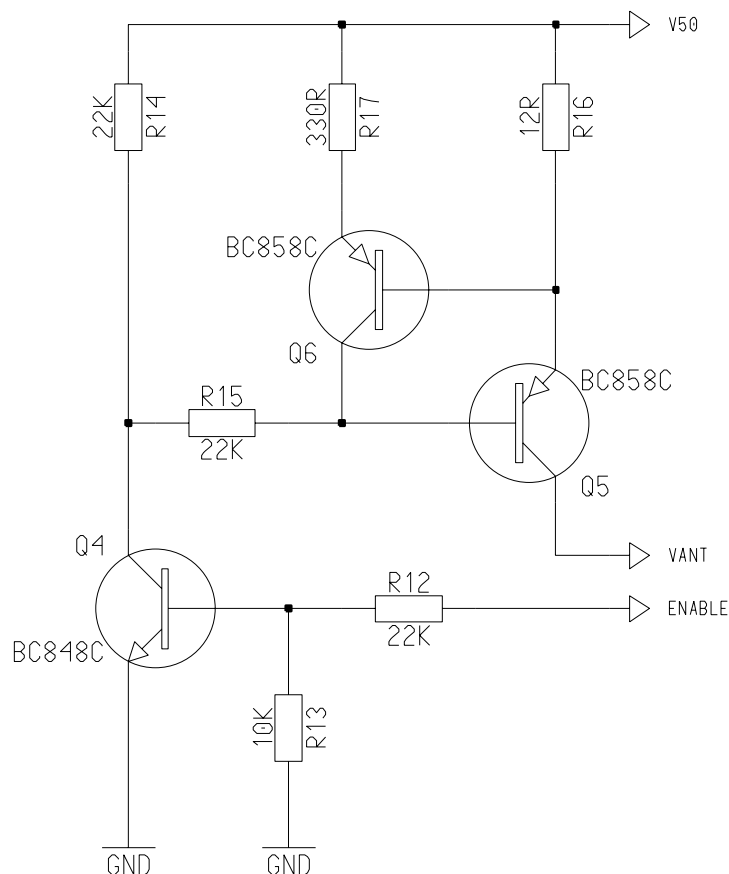 V50
22K
R14
330R
R17
12R
R16
BC858C
Q6
BC858C
R15
22K
Q5
Q4
VANT
R12
ENABLE
22K
BC848C
10K
R13
GND
GND